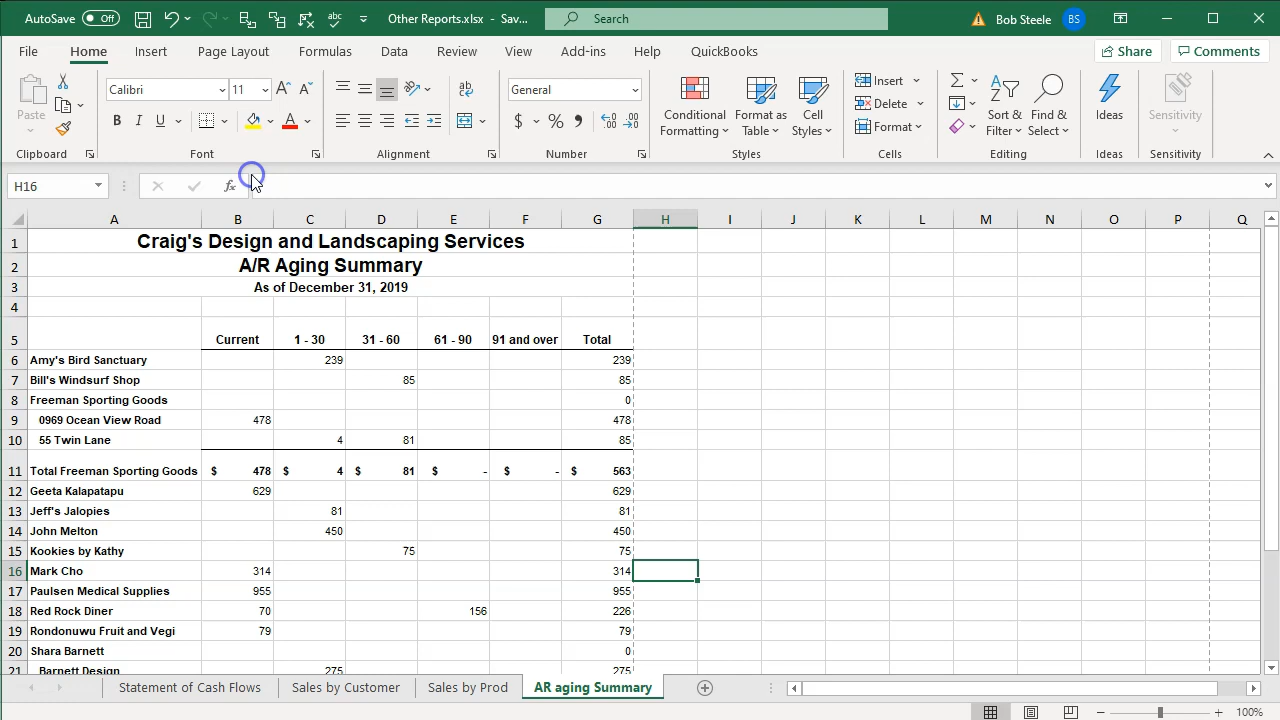 AutoSave Off Other Reports.xlsx - Sav... Search Bob Steele BS
File Home Insert Page Layout Formulas Data Review View Add-ins Help QuickBooks Share Comments
Paste Calibri 11 General Conditional Formatting Format as Table Cell Styles Insert Delete Format Sort & Filter Find & Select Ideas Sensitivity
Clipboard Font Alignment Number Styles Cells Editing Ideas Sensitivity
H16 fx
A B C D E F G H I J K L M N O P Q
1 Craig's Design and Landscaping Services
2 A/R Aging Summary
3 As of December 31, 2019
4
5 Current 1 - 30 31 - 60 61 - 90 91 and over Total
6 Amy's Bird Sanctuary 239 239
7 Bill's Windsurf Shop 85 85
8 Freeman Sporting Goods 0
9 0969 Ocean View Road 478 478
10 55 Twin Lane 4 81 85
11 Total Freeman Sporting Goods $ 478 $ 4 $ 81 $ - $ - $ 563
12 Geeta Kalapatapu 629 629
13 Jeff's Jalopies 81 81
14 John Melton 450 450
15 Kookies by Kathy 75 75
16 Mark Cho 314 314
17 Paulsen Medical Supplies 955 955
18 Red Rock Diner 70 156 226
19 Rondonuwu Fruit and Vegi 79 79
20 Shara Barnett 0
21 Barnett Design 275 275
Statement of Cash Flows Sales by Customer Sales by Prod AR aging Summary
100%